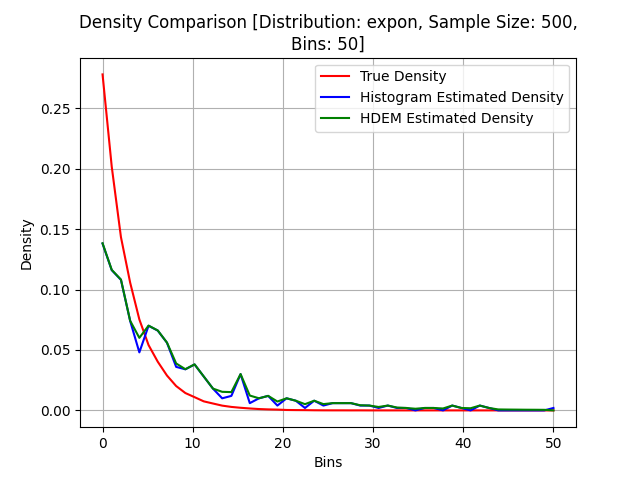 Density Comparison [Distribution: expon, Sample Size: 500,
Bins: 50]
True Density
Histogram Estimated Density
HDEM Estimated Density
Density
0.25
0.20
0.15
0.10
0.05
0.00
0 10 20 30 40 50
Bins